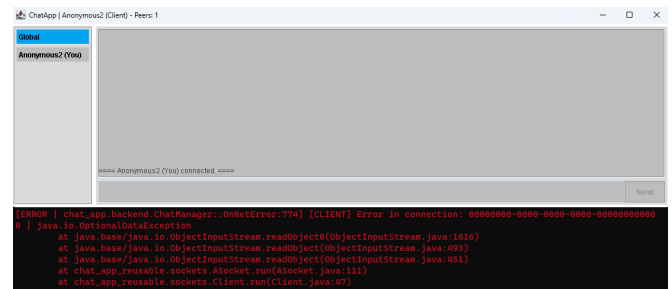 ChatApp | Anonymous2 (Client) - Peers: 1
Global
Anonymous2 (You)
==== Anonymous2 (You) connected. ====
Send
[ERROR | chat_app.backend.ChatManager::OnNetError:774] [CLIENT] Error in connection: 00000000-0000-0000-0000-00000000000
0 | java.io.OptionalDataException
at java.base/java.io.ObjectInputStream.readObject0(ObjectInputStream.java:1616)
at java.base/java.io.ObjectInputStream.readObject(ObjectInputStream.java:493)
at java.base/java.io.ObjectInputStream.readObject(ObjectInputStream.java:451)
at chat_app_reusable.sockets.ASocket.run(ASocket.java:111)
at chat_app_reusable.sockets.Client.run(Client.java:47)